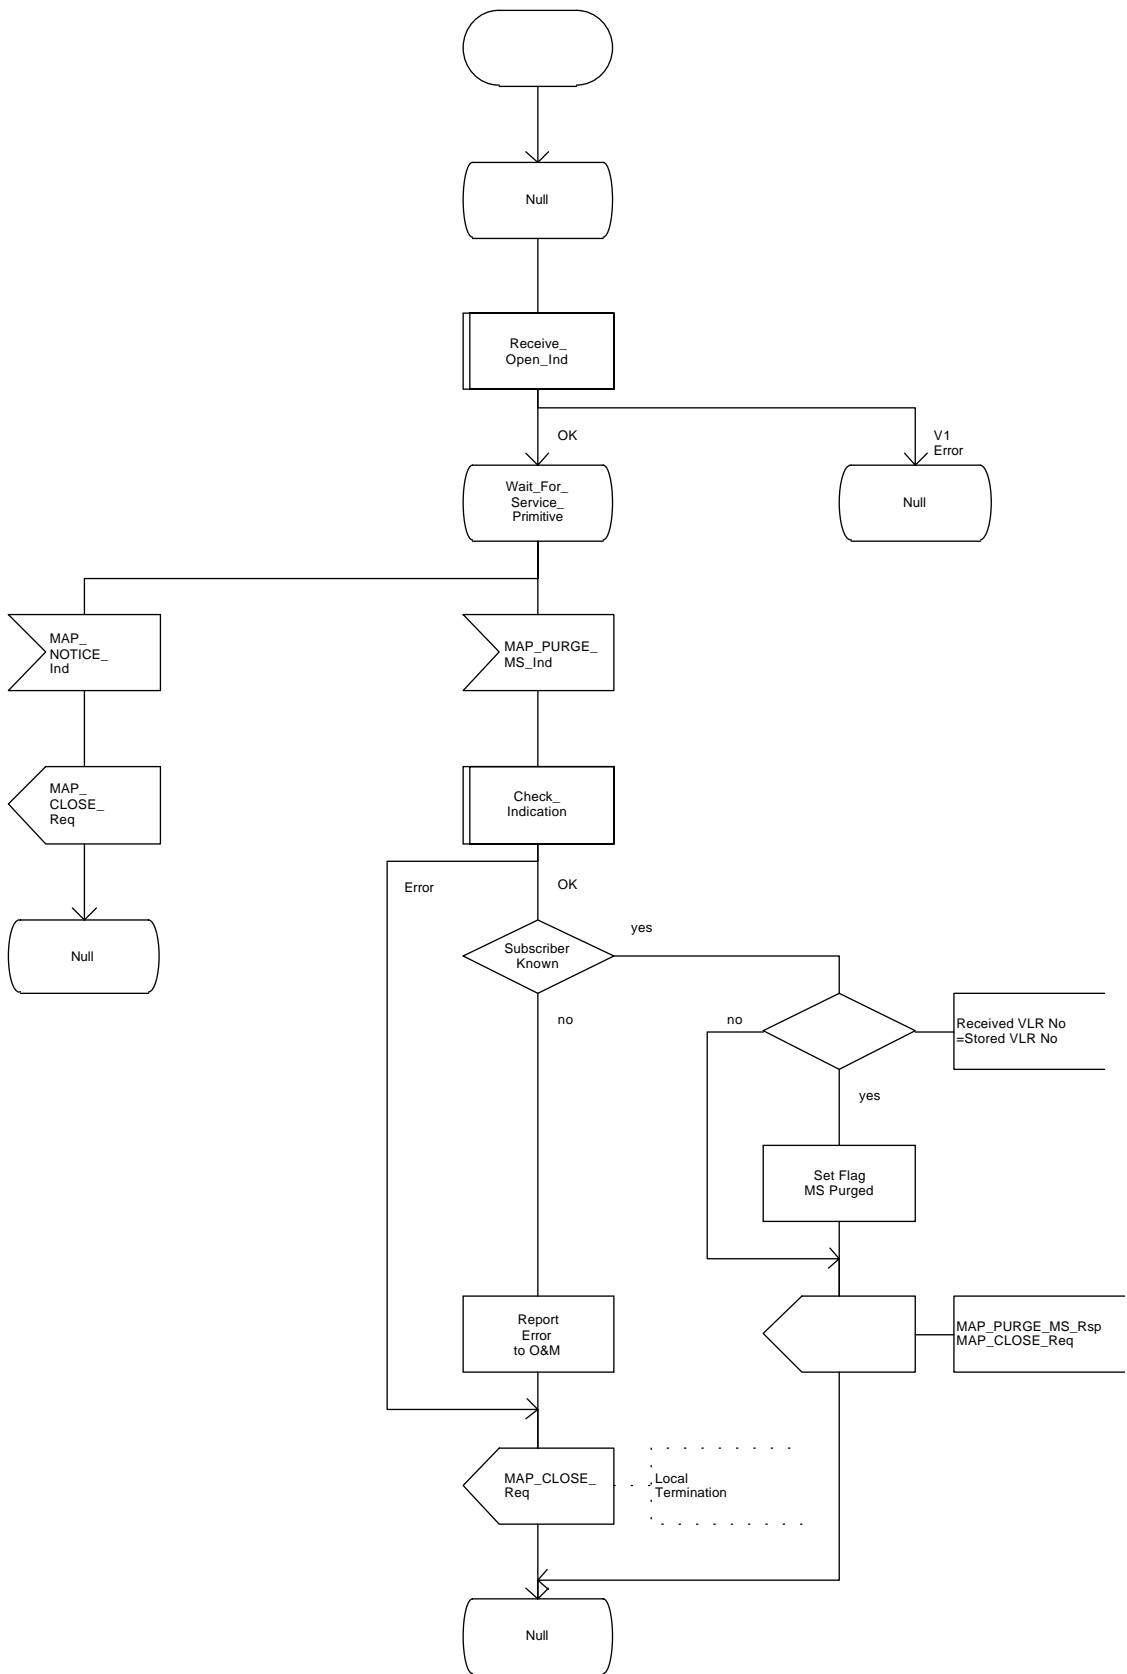 Null
Receive_
Open_Ind
OK
V1
Error
Wait_For_
Service_
Primitive
Null
MAP_
NOTICE_
Ind
MAP_PURGE_
MS_Ind
MAP_
CLOSE_
Req
Check_
Indication
Error
OK
Null
Subscriber
Known
yes
no
no
Received VLR No
=Stored VLR No
yes
Set Flag
MS Purged
Report
Error
to O&M
MAP_PURGE_MS_Rsp
MAP_CLOSE_Req
MAP_CLOSE_
Req
Local
Termination
Null